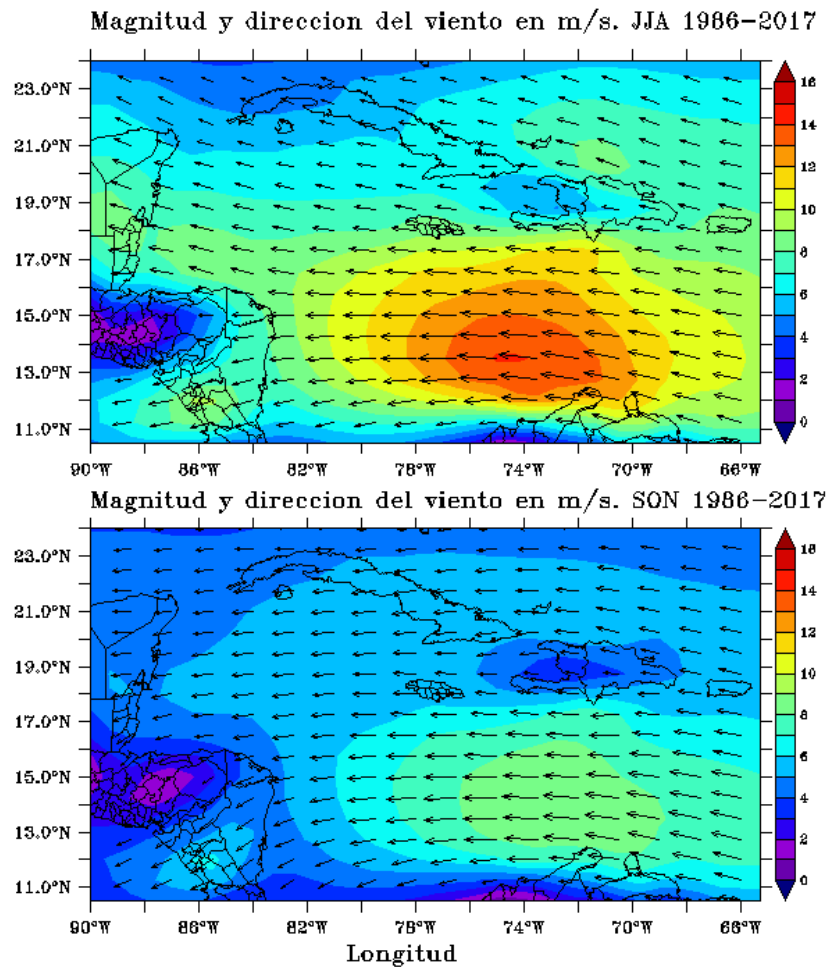 Magnitud y direccion del viento en m/s. JJA 1986-2017
23.0°N
21.0°N
19.0°N
17.0°N
15.0°N
13.0°N
11.0°N
90°W 86°W 82°W 78°W 74°W 70°W 66°W
16
14
12
10
8
6
4
2
0
Magnitud y direccion del viento en m/s. SON 1986-2017
23.0°N
21.0°N
19.0°N
17.0°N
15.0°N
13.0°N
11.0°N
90°W 86°W 82°W 78°W 74°W 70°W 66°W
18
14
12
10
8
6
4
2
0
Longitud